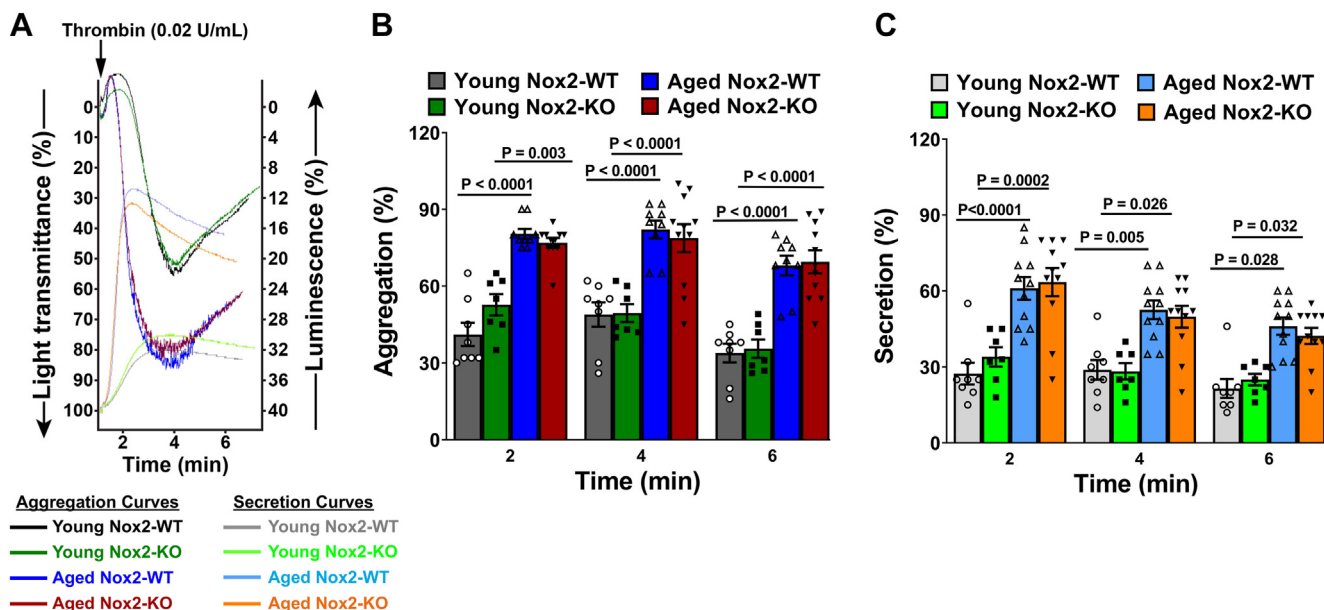 A
Thrombin (0.02 U/mL)
Light transmittance (%)
0
10
20
30
40
50
60
70
80
90
100
0
4
8
12
16
20
24
28
32
36
40
Luminescence (%)
2 4 6
Time (min)
Aggregation Curves
Young Nox2-WT
Young Nox2-KO
Aged Nox2-WT
Aged Nox2-KO
Secretion Curves
Young Nox2-WT
Young Nox2-KO
Aged Nox2-WT
Aged Nox2-KO
B
Young Nox2-WT Aged Nox2-WT
Young Nox2-KO Aged Nox2-KO
Aggregation (%)
120
90
60
30
0
P = 0.003
P < 0.0001
P < 0.0001
P < 0.0001
P < 0.0001
P < 0.0001
2 4 6
Time (min)
C
Young Nox2-WT Aged Nox2-WT
Young Nox2-KO Aged Nox2-KO
Secretion (%)
120
90
60
30
0
P = 0.0002
P<0.0001
P = 0.026
P = 0.005
P = 0.032
P = 0.028
2 4 6
Time (min)